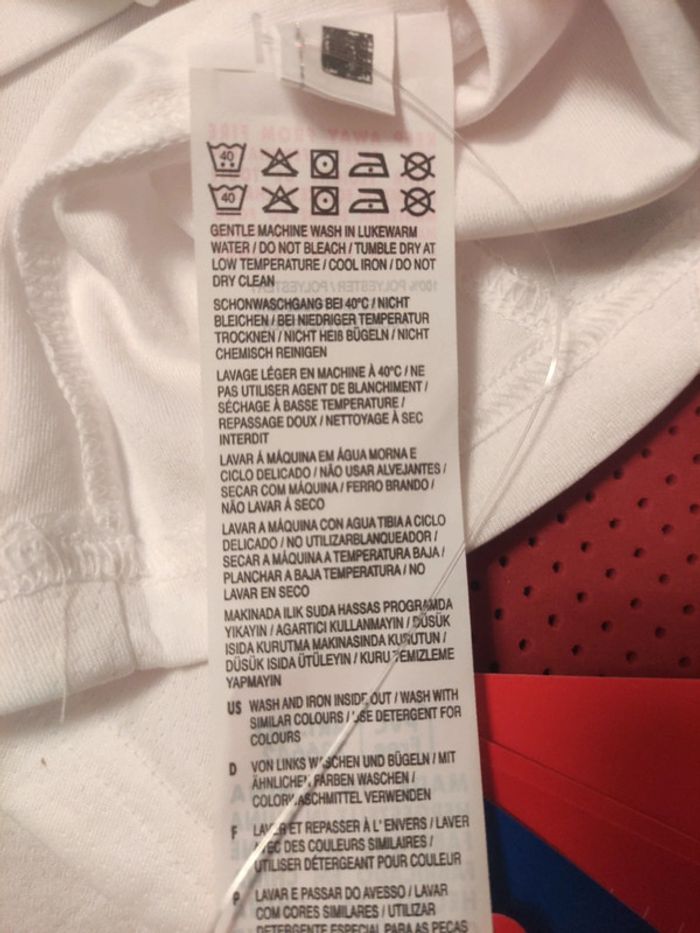 40
40
GENTLE MACHINE WASH IN LUKEWARM
WATER / DO NOT BLEACH / TUMBLE DRY AT
LOW TEMPERATURE / COOL IRON / DO NOT
DRY CLEAN
SCHONWASCHGANG BEI 40°C / NICHT
BLEICHEN / BEI NIEDRIGER TEMPERATUR
TROCKNEN / NICHT HEIß BÜGELN / NICHT
CHEMISCH REINIGEN
LAVAGE LÉGER EN MACHINE À 40°C / NE
PAS UTILISER AGENT DE BLANCHIMENT /
SÉCHAGE À BASSE TEMPERATURE /
REPASSAGE DOUX / NETTOYAGE À SEC
INTERDIT
LAVAR Á MÁQUINA EM ÁGUA MORNA E
CICLO DELICADO / NÃO USAR ALVEJANTES /
SECAR COM MÁQUINA / FERRO BRANDO /
NÃO LAVAR Á SECO
LAVAR A MÁQUINA CON AGUA TIBIA A CICLO
DELICADO / NO UTILIZARBLANQUEADOR /
SECAR A MÁQUINA A TEMPERATURA BAJA /
PLANCHAR A BAJA TEMPERATURA / NO
LAVAR EN SECO
MAKINADA ILIK SUDA HASSAS PROGRAMDA
YIKAYIN / AGARTICI KULLANMAYIN / DÜSÜK
ISIDA KURUTMA MAKINASINDA KURUTUN /
DÜSÜK ISIDA ÜTÜLEYIN / KURU TEMIZLEME
YAPMAYIN
US WASH AND IRON INSIDE OUT / WASH WITH
SIMILAR COLOURS / USE DETERGENT FOR
COLOURS
D VON LINKS WASCHEN UND BÜGELN / MIT
ÄHNLICHEN FARBEN WASCHEN /
COLORWASCHMITTEL VERWENDEN
F LAVER ET REPASSER À L' ENVERS / LAVER
AVEC DES COULEURS SIMILAIRES /
UTILISER DÉTERGEANT POUR COULEUR
P LAVAR E PASSAR DO AVESSO / LAVAR
COM CORES SIMILARES / UTILIZAR
DETERGENTE ESPECIAL PARA AS PEÇAS